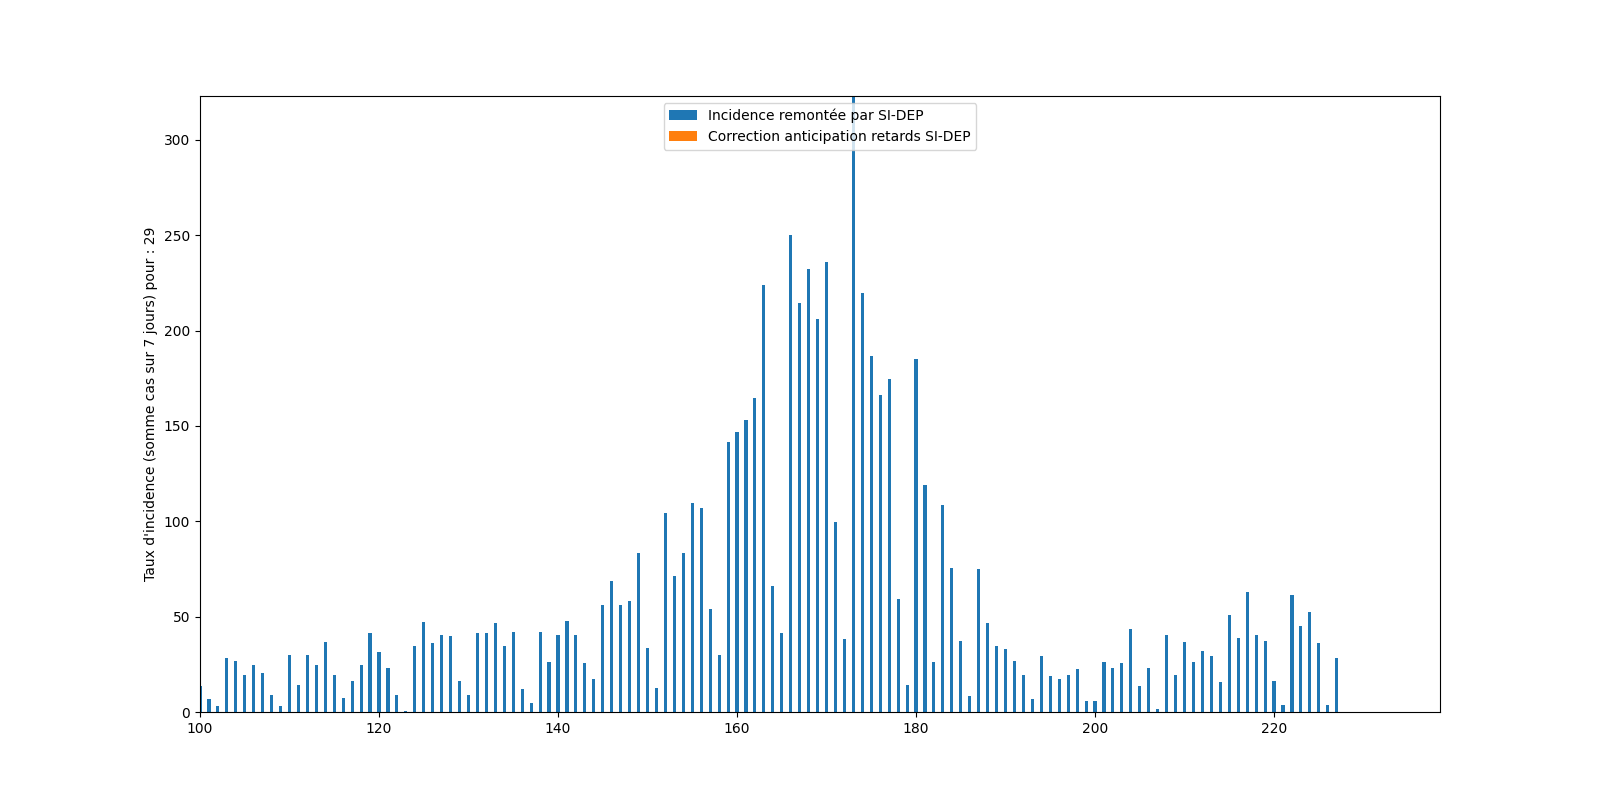 Incidence remontée par SI-DEP
Correction anticipation retards SI-DEP
Taux d'incidence (somme cas sur 7 jours) pour : 29
300
250
200
150
100
50
0
100 120 140 160 180 200 220